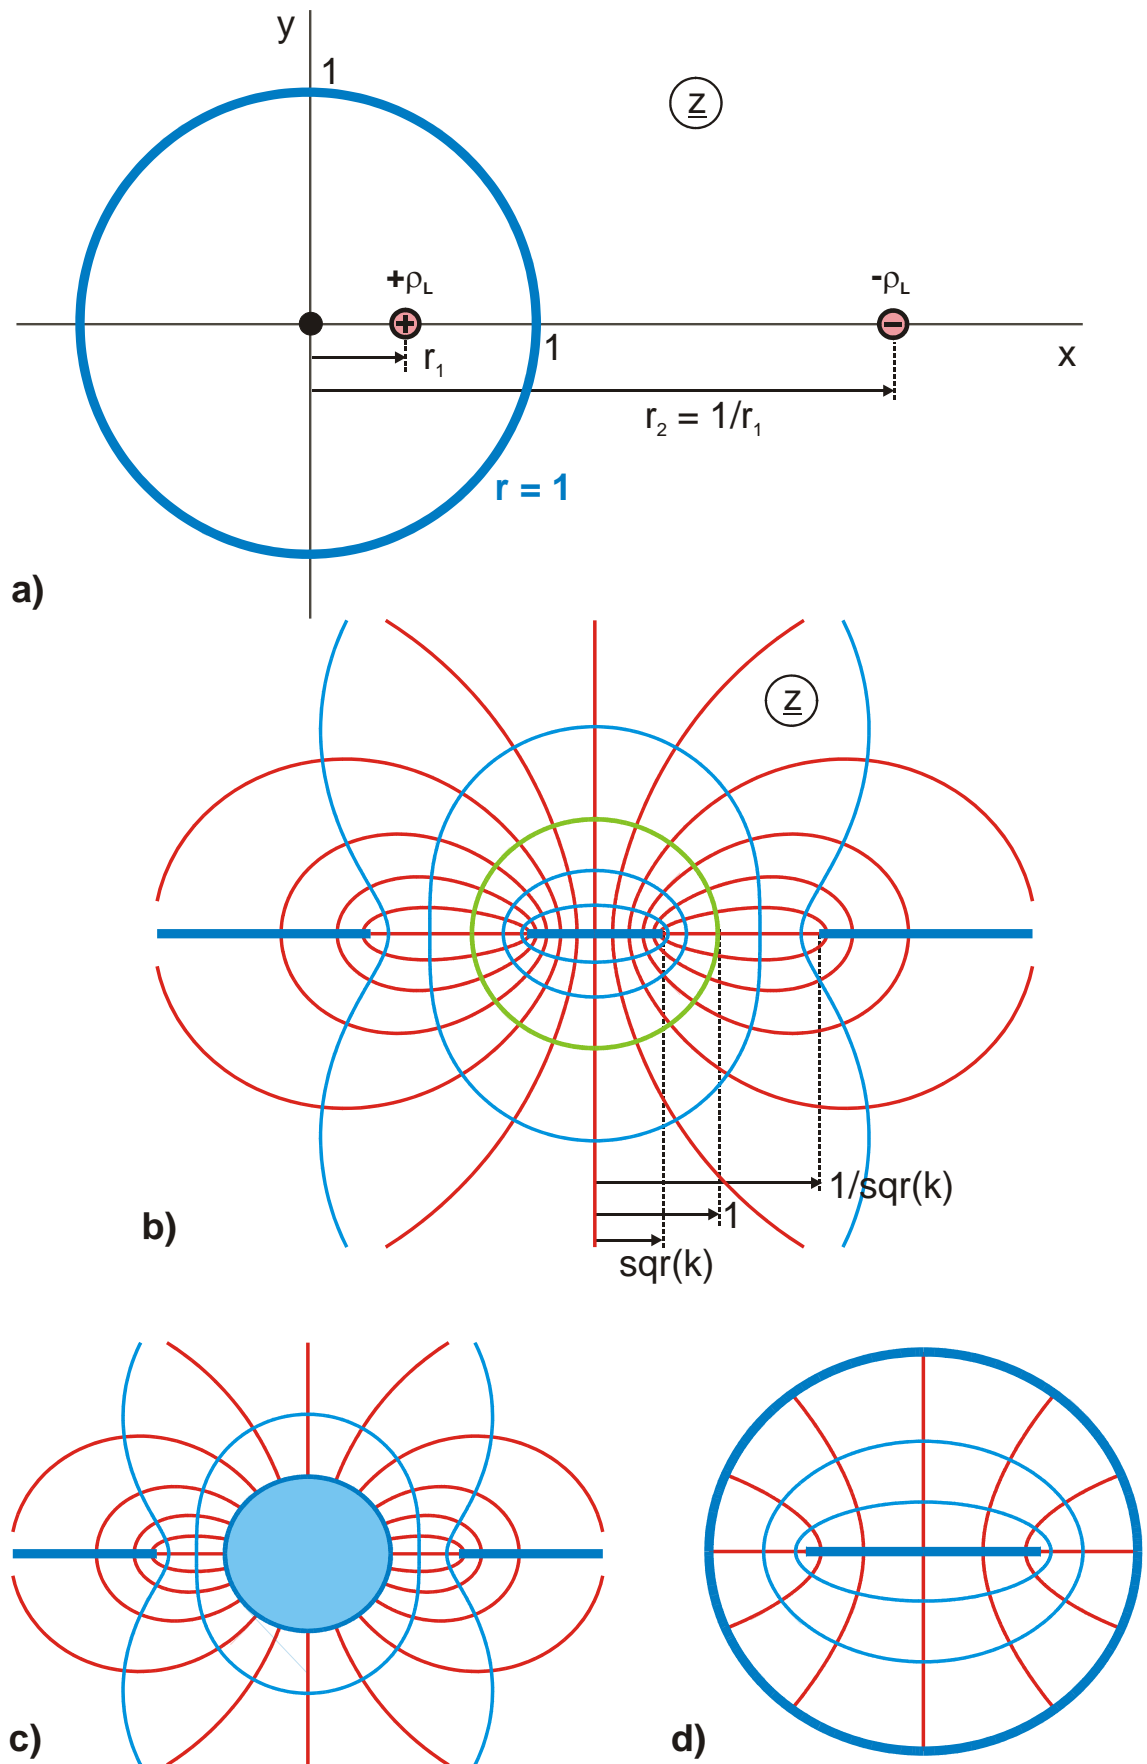 y
1
z
+ρL
-ρL
1
x
r1
r2 = 1/r1
r = 1
a)
z
1/sqr(k)
1
b)
sqr(k)
c)
d)